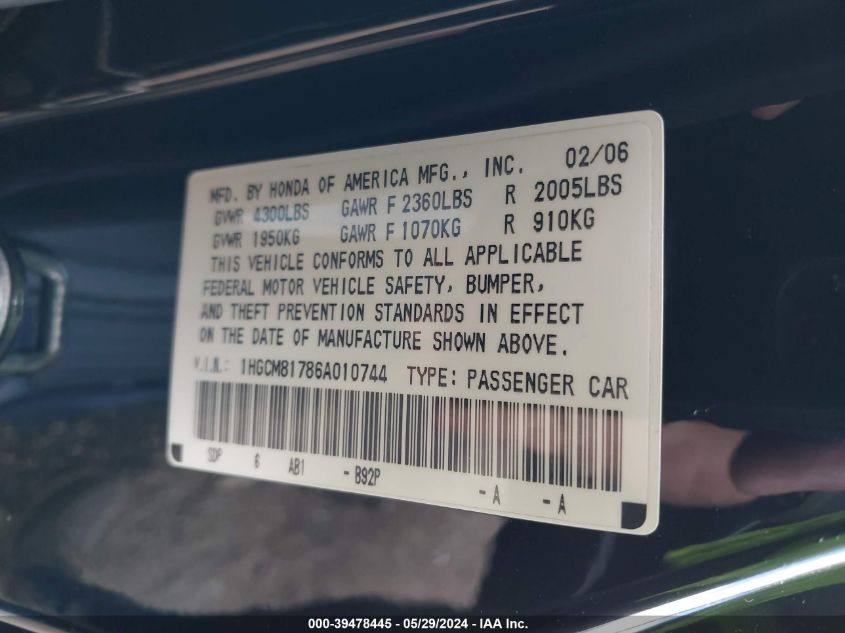 MFD. BY HONDA OF AMERICA MFG., INC. 02/06
GVWR 4300LBS GAWR F 2360LBS R 2005LBS
GVWR 1950KG GAWR F 1070KG R 910KG
THIS VEHICLE CONFORMS TO ALL APPLICABLE
FEDERAL MOTOR VEHICLE SAFETY, BUMPER,
AND THEFT PREVENTION STANDARDS IN EFFECT
ON THE DATE OF MANUFACTURE SHOWN ABOVE.
V.I.N.: 1HGCM81786A010744 TYPE: PASSENGER CAR
SDP 6 AB1 - B92P - A - A
000-39478445 - 05/29/2024 - IAA Inc.